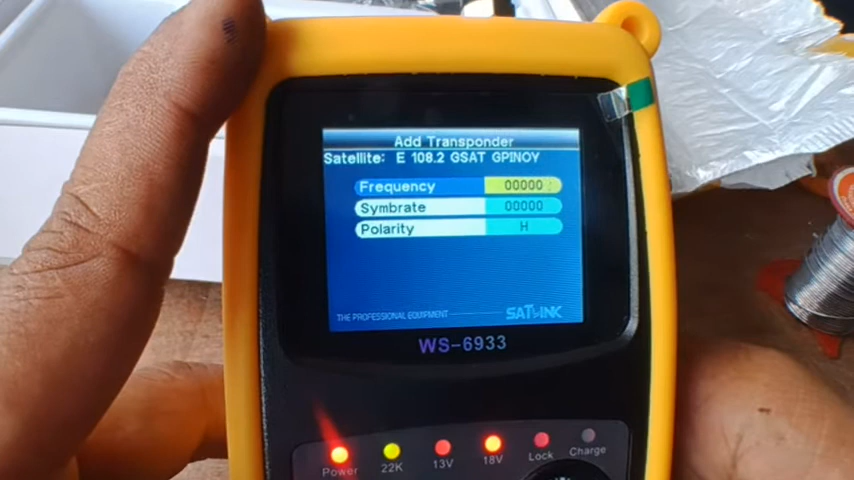 Add Transponder
Satellite: E 108.2 GSAT GPINOY
Frequency 00000
Symbrate 00000
Polarity H
THE PROFESSIONAL EQUIPMENT SATLINK
WS-6933
Power 22K 13V 18V Lock Charge